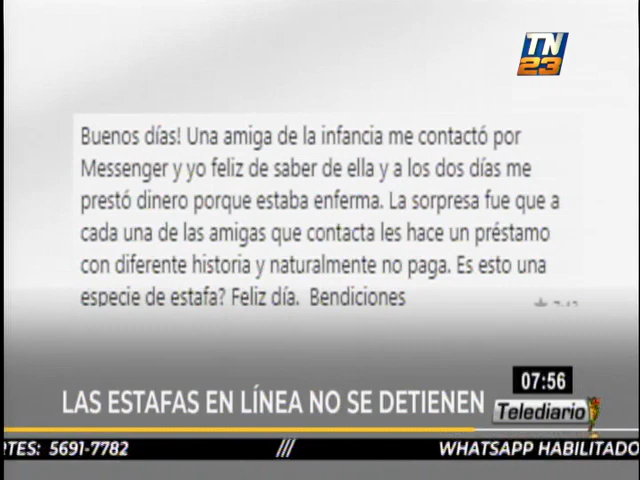 TN
23
Buenos días! Una amiga de la infancia me contactó por
Messenger y yo feliz de saber de ella y a los dos días me
prestó dinero porque estaba enferma. La sorpresa fue que a
cada una de las amigas que contacta les hace un préstamo
con diferente historia y naturalmente no paga. Es esto una
especie de estafa? Feliz día. Bendiciones
07:56
LAS ESTAFAS EN LÍNEA NO SE DETIENEN
Telediario
RTES: 5691-7782 /// WHATSAPP HABILITADO